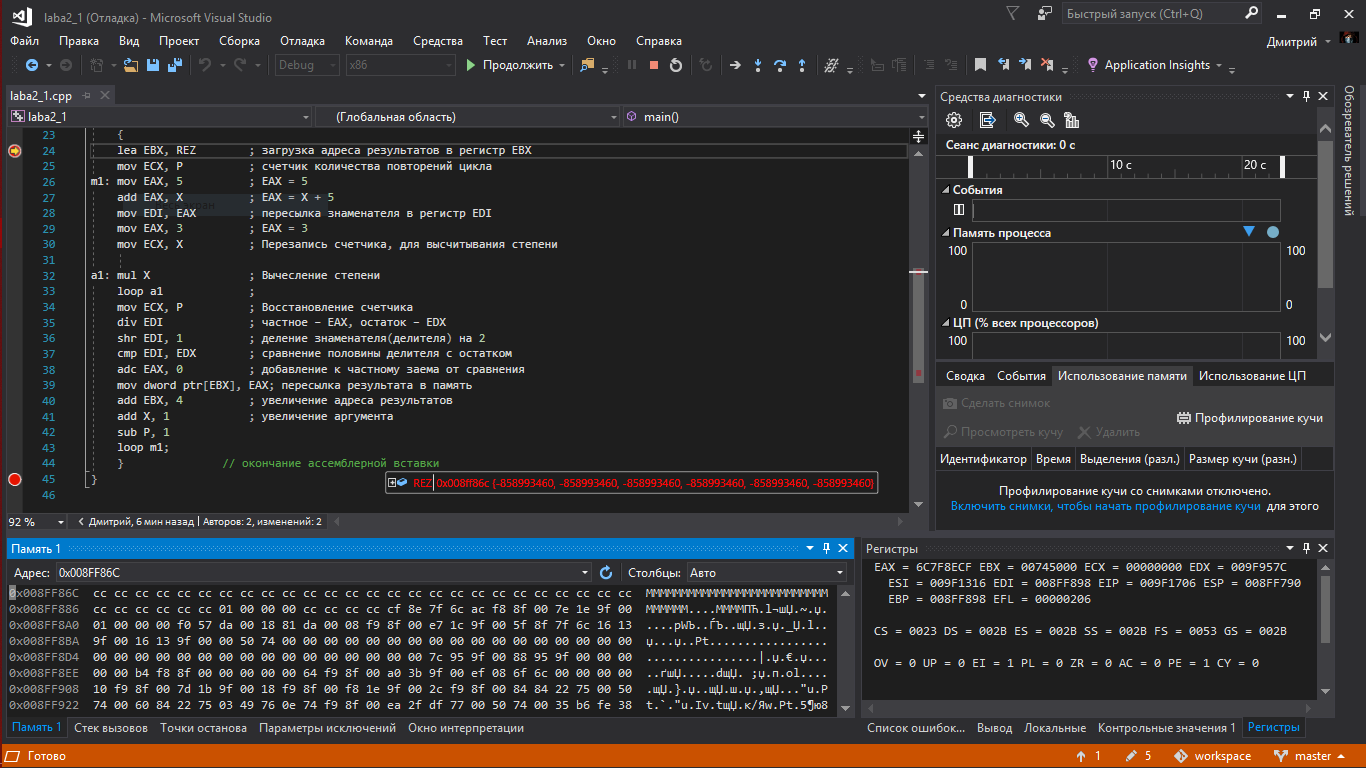 laba2_1 (Отладка) - Microsoft Visual Studio
Быстрый запуск (Ctrl+Q)
Файл Правка Вид Проект Сборка Отладка Команда Средства Тест Анализ Окно Справка
Дмитрий
Debug x86 Продолжить Application Insights
laba2_1.cpp
laba2_1 (Глобальная область) main()
23 {
24 lea EBX, REZ ; загрузка адреса результатов в регистр EBX
25 mov ECX, P ; счетчик количества повторений цикла
26 m1: mov EAX, 5 ; EAX = 5
27 add EAX, X ; EAX = X + 5
28 mov EDI, EAX ; пересылка знаменателя в регистр EDI
29 mov EAX, 3 ; EAX = 3
30 mov ECX, X ; Перезапись счетчика, для высчитывания степени
31
32 a1: mul X ; Вычесление степени
33 loop a1 ;
34 mov ECX, P ; Восстановление счетчика
35 div EDI ; частное - EAX, остаток - EDX
36 shr EDI, 1 ; деление знаменателя(делителя) на 2
37 cmp EDI, EDX ; сравнение половины делителя с остатком
38 adc EAX, 0 ; добавление к частному заема от сравнения
39 mov dword ptr[EBX], EAX; пересылка результата в память
40 add EBX, 4 ; увеличение адреса результатов
41 add X, 1 ; увеличение аргумента
42 sub P, 1
43 loop m1;
44 } // окончание ассемблерной вставки
45 }
46
REZ 0x008ff86c {-858993460, -858993460, -858993460, -858993460, -858993460, -858993460}
92 % Дмитрий, 6 мин назад | Авторов: 2, изменений: 2
Средства диагностики
Сеанс диагностики: 0 с
10 с 20 с
События
Память процесса
100 100
0 0
ЦП (% всех процессоров)
100 100
Сводка События Использование памяти Использование ЦП
Сделать снимок
Профилирование кучи
Просмотреть кучу Удалить
Идентификатор Время Выделения (разл.) Размер кучи (разн.)
Профилирование кучи со снимками отключено.
Включить снимки, чтобы начать профилирование кучи для этого
Обозреватель решений
Память 1
Адрес: 0x008FF86C Столбцы: Авто
0x008FF86C cc cc cc cc cc cc cc cc cc cc cc cc cc cc cc cc cc cc cc cc cc cc cc cc cc cc ММММММММММММММММММММММММММ
0x008FF886 cc cc cc cc cc cc 01 00 00 00 cc cc cc cc cf 8e 7f 6c ac f8 8f 00 7e 1e 9f 00
0x008FF8A0 01 00 00 00 f0 57 da 00 18 81 da 00 08 f9 8f 00 e7 1c 9f 00 5f 8f 7f 6c 16 13
0x008FF8BA 9f 00 16 13 9f 00 00 50 74 00 00 00 00 00 00 00 00 00 00 00 00 00 00 00 00 00
0x008FF8D4 00 00 00 00 00 00 00 00 00 00 00 00 00 00 00 00 7c 95 9f 00 88 95 9f 00 00 00
0x008FF8EE 00 00 b4 f8 8f 00 00 00 00 00 64 f9 8f 00 a0 3b 9f 00 ef 08 6f 6c 00 00 00 00
0x008FF908 10 f9 8f 00 7d 1b 9f 00 18 f9 8f 00 f8 1e 9f 00 2c f9 8f 00 84 84 22 75 00 50
0x008FF922 74 00 60 84 22 75 03 49 76 0e 74 f9 8f 00 ea 2f df 77 00 50 74 00 35 b6 fe 38
Память 1 Стек вызовов Точки останова Параметры исключений Окно интерпретации
Регистры
EAX = 6C7F8ECF EBX = 00745000 ECX = 00000000 EDX = 009F957C
ESI = 009F1316 EDI = 008FF898 EIP = 009F1706 ESP = 008FF790
EBP = 008FF898 EFL = 00000206
CS = 0023 DS = 002B ES = 002B SS = 002B FS = 0053 GS = 002B
OV = 0 UP = 0 EI = 1 PL = 0 ZR = 0 AC = 0 PE = 1 CY = 0
Список ошибок... Вывод Локальные Контрольные значения 1 Регистры
Готово 1 5 workspace master